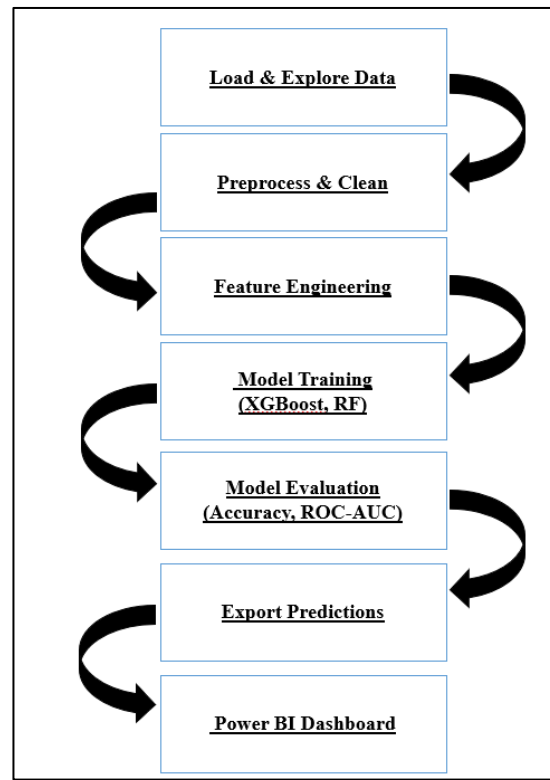 Load & Explore Data
Preprocess & Clean
Feature Engineering
Model Training
(XGBoost, RF)
Model Evaluation
(Accuracy, ROC-AUC)
Export Predictions
Power BI Dashboard